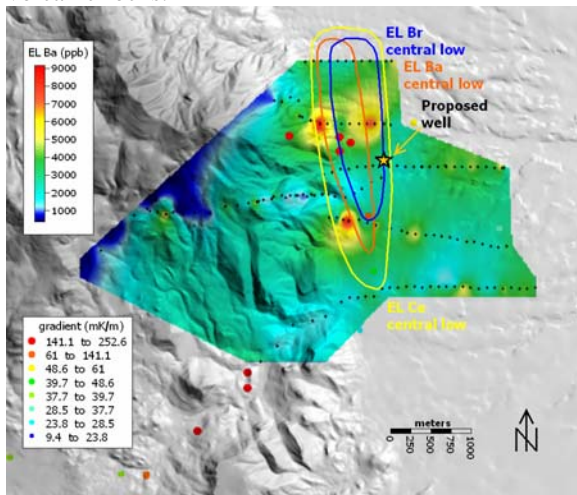 EL Br
central low
EL Ba
central low
Proposed
well
EL Ba (ppb)
9000
8000
7000
6000
5000
4000
3000
2000
1000
EL Ce
central low
gradient (mK/m)
141.1 to 252.6
61 to 141.1
48.6 to 61
39.7 to 48.6
37.7 to 39.7
28.5 to 37.7
23.8 to 28.5
9.4 to 23.8
meters
0
250
500
750
1000
N